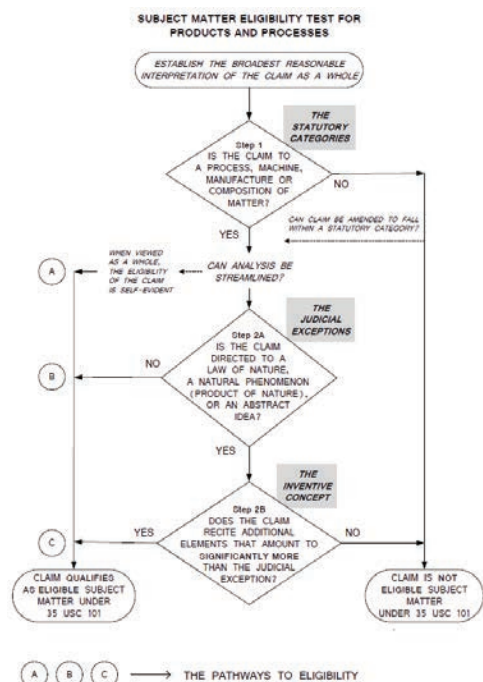 SUBJECT MATTER ELIGIBILITY TEST FOR
PRODUCTS AND PROCESSES
ESTABLISH THE BROADEST REASONABLE
INTERPRETATION OF THE CLAIM AS A WHOLE
THE
STATUTORY
CATEGORIES
Step 1
IS THE CLAIM TO
A PROCESS, MACHINE,
MANUFACTURE OR
COMPOSITION OF
MATTER?
NO
YES
CAN CLAIM BE AMENDED TO FALL
WITHIN A STATUTORY CATEGORY?
A
WHEN VIEWED
AS A WHOLE,
THE ELIGIBILITY
OF THE CLAIM
IS SELF-EVIDENT
CAN ANALYSIS BE
STREAMLINED?
THE
JUDICIAL
EXCEPTIONS
Step 2A
IS THE CLAIM
DIRECTED TO A
LAW OF NATURE,
A NATURAL PHENOMENON
(PRODUCT OF NATURE),
OR AN ABSTRACT
IDEA?
NO
B
YES
THE
INVENTIVE
CONCEPT
Step 2B
DOES THE CLAIM
RECITE ADDITIONAL
ELEMENTS THAT AMOUNT TO
SIGNIFICANTLY MORE
THAN THE JUDICIAL
EXCEPTION?
C
YES
NO
CLAIM QUALIFIES
AS ELIGIBLE SUBJECT
MATTER UNDER
35 USC 101
CLAIM IS NOT
ELIGIBLE SUBJECT
MATTER
UNDER 35 USC 101
A B C THE PATHWAYS TO ELIGIBILITY